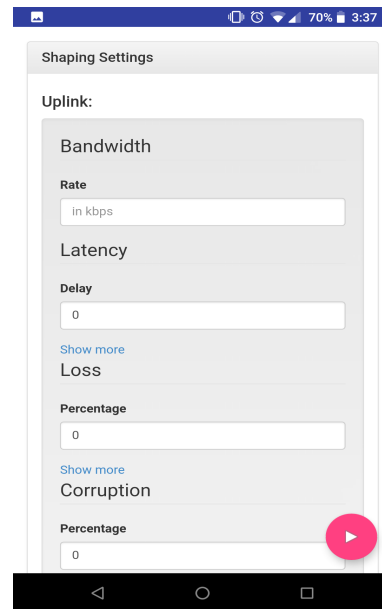 70% 3:37
Shaping Settings
Uplink:
Bandwidth
Rate
in kbps
Latency
Delay
0
Show more
Loss
Percentage
0
Show more
Corruption
Percentage
0